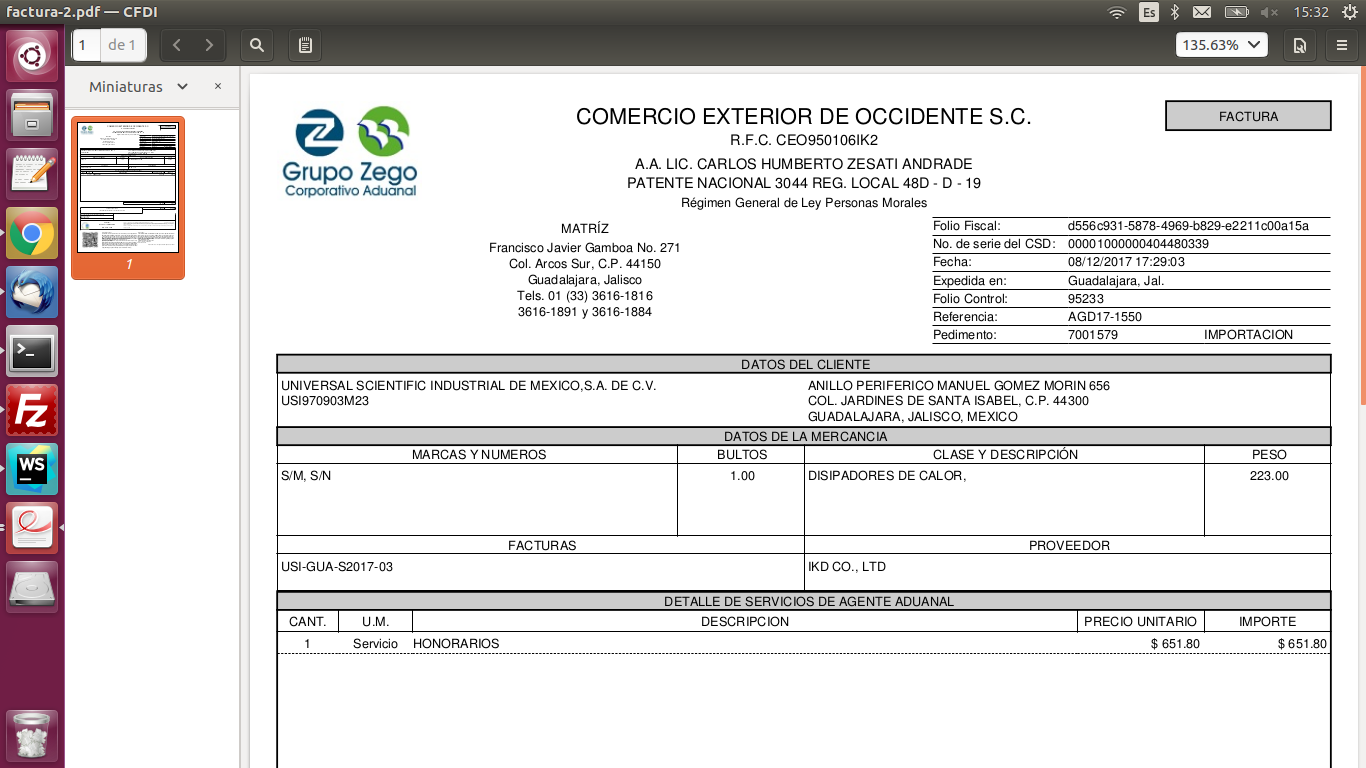 factura-2.pdf — CFDI
Es
15:32
1 de 1
135.63%
Miniaturas
1
Grupo Zego
Corporativo Aduanal
COMERCIO EXTERIOR DE OCCIDENTE S.C.
R.F.C. CEO950106IK2
A.A. LIC. CARLOS HUMBERTO ZESATI ANDRADE
PATENTE NACIONAL 3044 REG. LOCAL 48D - D - 19
Régimen General de Ley Personas Morales
FACTURA
MATRÍZ
Francisco Javier Gamboa No. 271
Col. Arcos Sur, C.P. 44150
Guadalajara, Jalisco
Tels. 01 (33) 3616-1816
3616-1891 y 3616-1884
Folio Fiscal: d556c931-5878-4969-b829-e2211c00a15a
No. de serie del CSD: 00001000000404480339
Fecha: 08/12/2017 17:29:03
Expedida en: Guadalajara, Jal.
Folio Control: 95233
Referencia: AGD17-1550
Pedimento: 7001579 IMPORTACION
DATOS DEL CLIENTE
UNIVERSAL SCIENTIFIC INDUSTRIAL DE MEXICO,S.A. DE C.V.
USI970903M23
ANILLO PERIFERICO MANUEL GOMEZ MORIN 656
COL. JARDINES DE SANTA ISABEL, C.P. 44300
GUADALAJARA, JALISCO, MEXICO
DATOS DE LA MERCANCIA
MARCAS Y NUMEROS BULTOS CLASE Y DESCRIPCIÓN PESO
S/M, S/N 1.00 DISIPADORES DE CALOR, 223.00
FACTURAS PROVEEDOR
USI-GUA-S2017-03 IKD CO., LTD
DETALLE DE SERVICIOS DE AGENTE ADUANAL
CANT. U.M. DESCRIPCION PRECIO UNITARIO IMPORTE
1 Servicio HONORARIOS $ 651.80 $ 651.80
WS